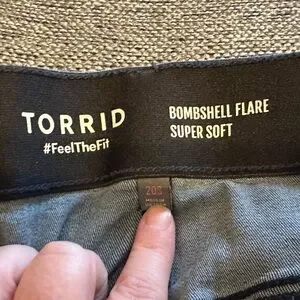 TORRID
#FeelTheFit
BOMBSHELL FLARE
SUPER SOFT